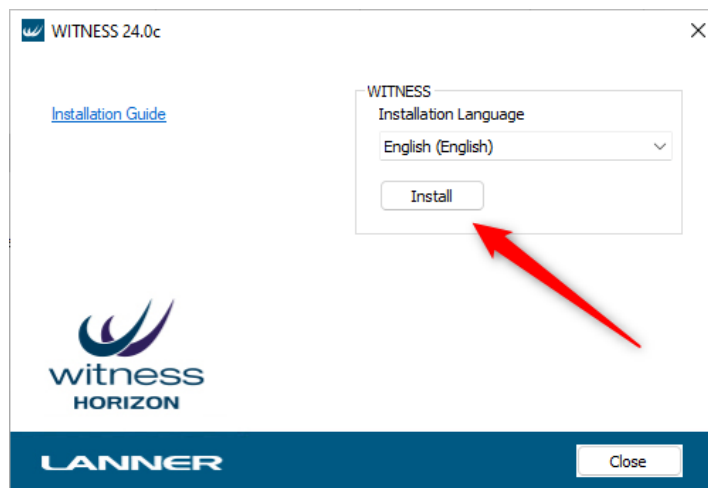 WITNESS 24.0c
Installation Guide
WITNESS
Installation Language
English (English)
Install
witness
HORIZON
LANNER
Close